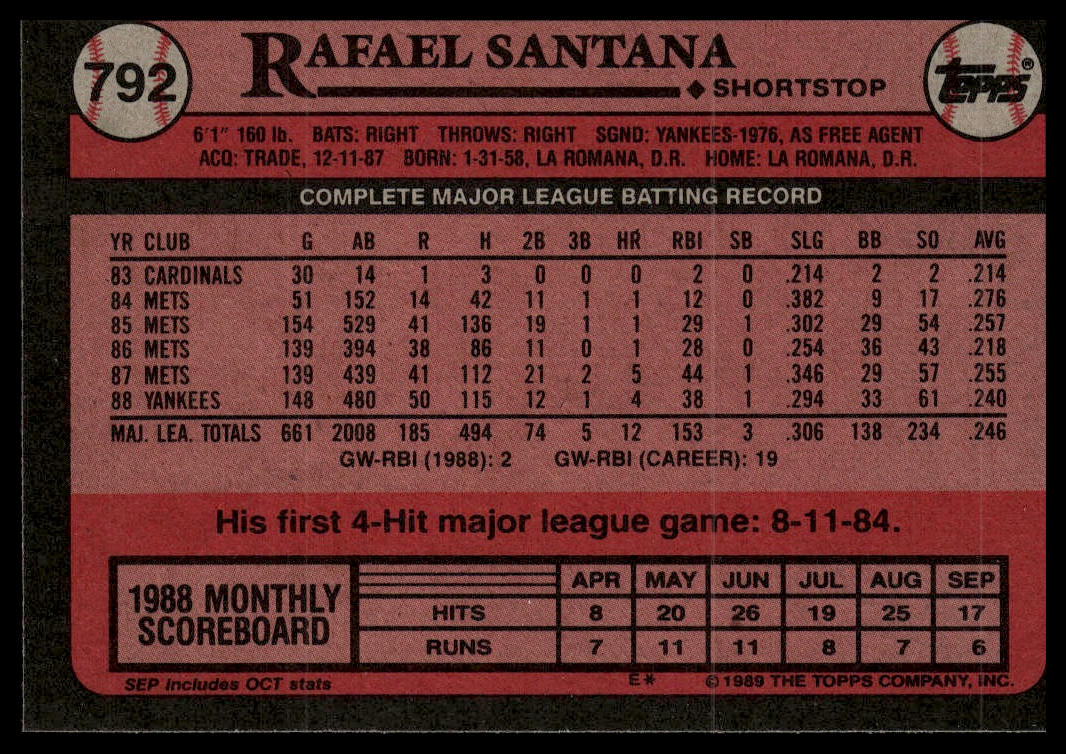 792
RAFAEL SANTANA
◆ SHORTSTOP
TOPPS®
6'1" 160 lb. BATS: RIGHT THROWS: RIGHT SGND: YANKEES-1976, AS FREE AGENT
ACQ: TRADE, 12-11-87 BORN: 1-31-58, LA ROMANA, D.R. HOME: LA ROMANA, D.R.
COMPLETE MAJOR LEAGUE BATTING RECORD
YR CLUB G AB R H 2B 3B HR RBI SB SLG BB SO AVG
83 CARDINALS 30 14 1 3 0 0 0 2 0 .214 2 2 .214
84 METS 51 152 14 42 11 1 1 12 0 .382 9 17 .276
85 METS 154 529 41 136 19 1 1 29 1 .302 29 54 .257
86 METS 139 394 38 86 11 0 1 28 0 .254 36 43 .218
87 METS 139 439 41 112 21 2 5 44 1 .346 29 57 .255
88 YANKEES 148 480 50 115 12 1 4 38 1 .294 33 61 .240
MAJ. LEA. TOTALS 661 2008 185 494 74 5 12 153 3 .306 138 234 .246
GW-RBI (1988): 2 GW-RBI (CAREER): 19
His first 4-Hit major league game: 8-11-84.
1988 MONTHLY
SCOREBOARD
APR MAY JUN JUL AUG SEP
HITS 8 20 26 19 25 17
RUNS 7 11 11 8 7 6
SEP includes OCT stats
E* ©1989 THE TOPPS COMPANY, INC.